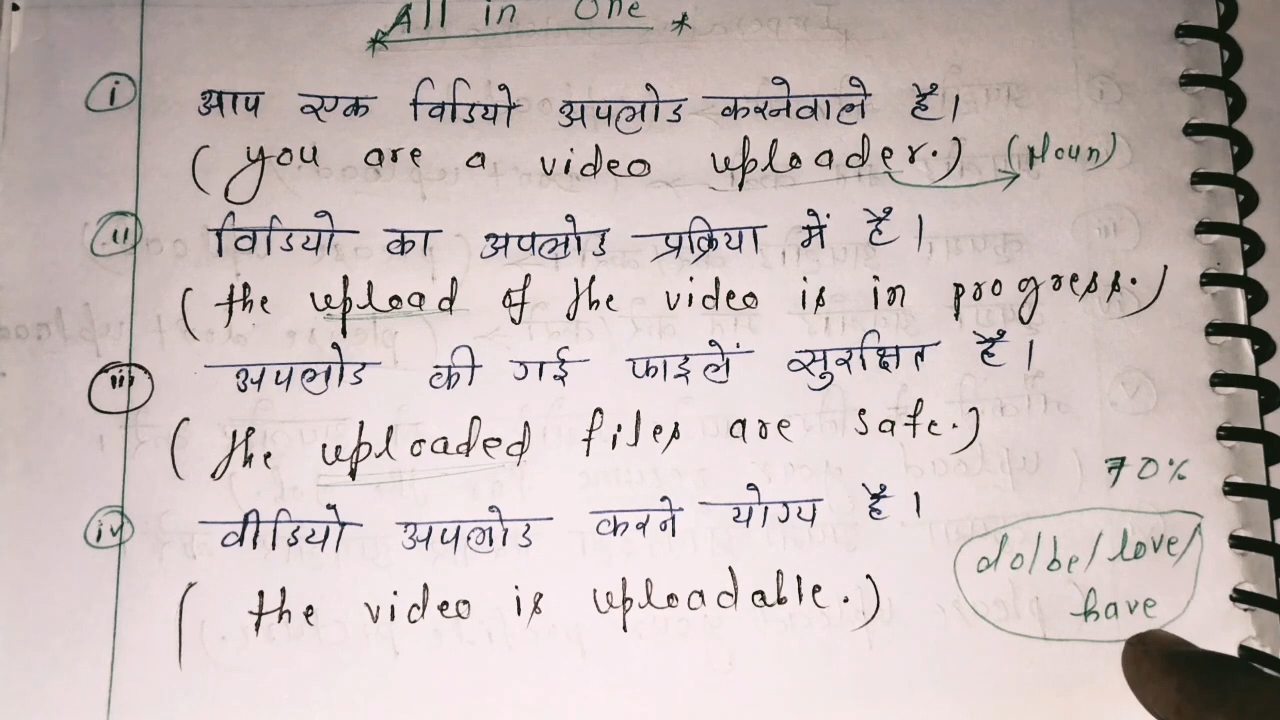 * All in One *
(i) आप एक विडियो अपलोड करनेवाले हैं।
(you are a video uploader.) (Noun)
(ii) विडियो का अपलोड प्रक्रिया में है।
(the upload of the video is in progress.)
(iii) अपलोड की गई फाइलें सुरक्षित हैं।
(the uploaded files are safe.)
70%
(iv) वीडियो अपलोड करने योग्य है।
do/be/love/
have
(the video is uploadable.)